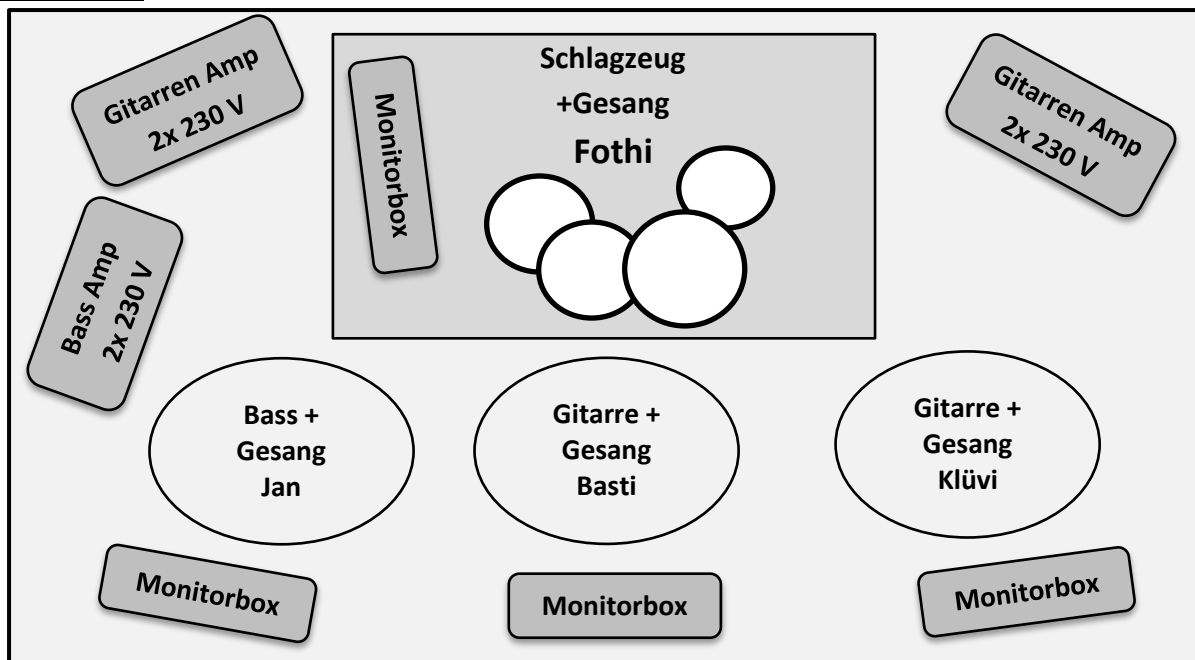 Gitarren Amp
2x 230 V
Monitorbox
Schlagzeug
+Gesang
Fothi
Gitarren Amp
2x 230 V
Bass Amp
2x 230 V
Bass +
Gesang
Jan
Gitarre +
Gesang
Basti
Gitarre +
Gesang
Klüvi
Monitorbox
Monitorbox
Monitorbox